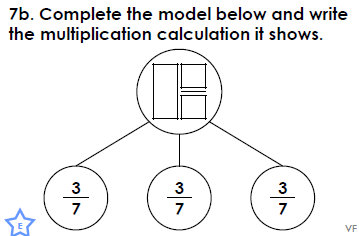 7b. Complete the model below and write
the multiplication calculation it shows.
3 3 3
7 7 7
E
VF